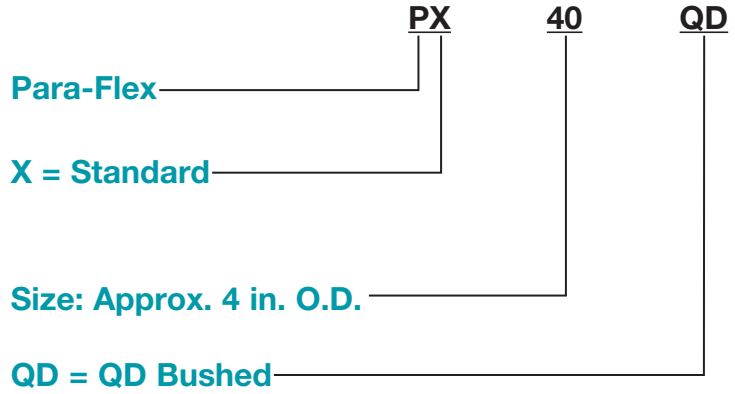 PX 40 QD
Para-Flex
X = Standard
Size: Approx. 4 in. O.D.
QD = QD Bushed